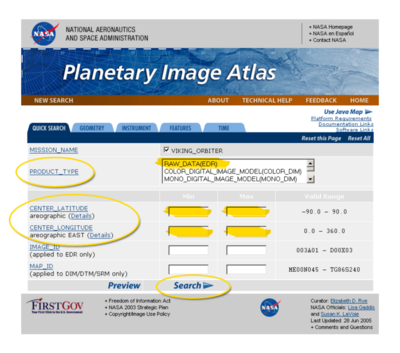 NASA
NATIONAL AERONAUTICS
AND SPACE ADMINISTRATION
+ NASA Homepage
+ NASA en Español
+ Contact NASA
Planetary Image Atlas
NEW SEARCH ABOUT TECHNICAL HELP FEEDBACK HOME
Use Java Map
Platform Requirements
Documentation Links
Software Links
QUICK SEARCH GEOMETRY INSTRUMENT FEATURES TIME
Reset this Page Reset All
MISSION_NAME VIKING_ORBITER
PRODUCT_TYPE
RAW_DATA(EDR)
COLOR_DIGITAL_IMAGE_MODEL(COLOR_DIM)
MONO_DIGITAL_IMAGE_MODEL(MONO_DIM)
Min Max Valid Range
CENTER_LATITUDE
areographic (Details)
-90.0 - 90.0
CENTER_LONGITUDE
areographic EAST (Details)
0.0 - 360.0
IMAGE_ID
(applied to EDR only)
003A01 - D00X03
MAP_ID
(applied to DIM/DTM/SRM only)
ME00N045 - TG86S240
Preview Search
FIRSTGOV
+ Freedom of Information Act
+ NASA 2003 Strategic Plan
+ Copyright/Image Use Policy
NASA
Curator: Elizabeth D. Rye
NASA Officials: Lisa Gaddis
and Susan K. LaVoie
Last Updated: 28 Jun 2005
+ Comments and Questions